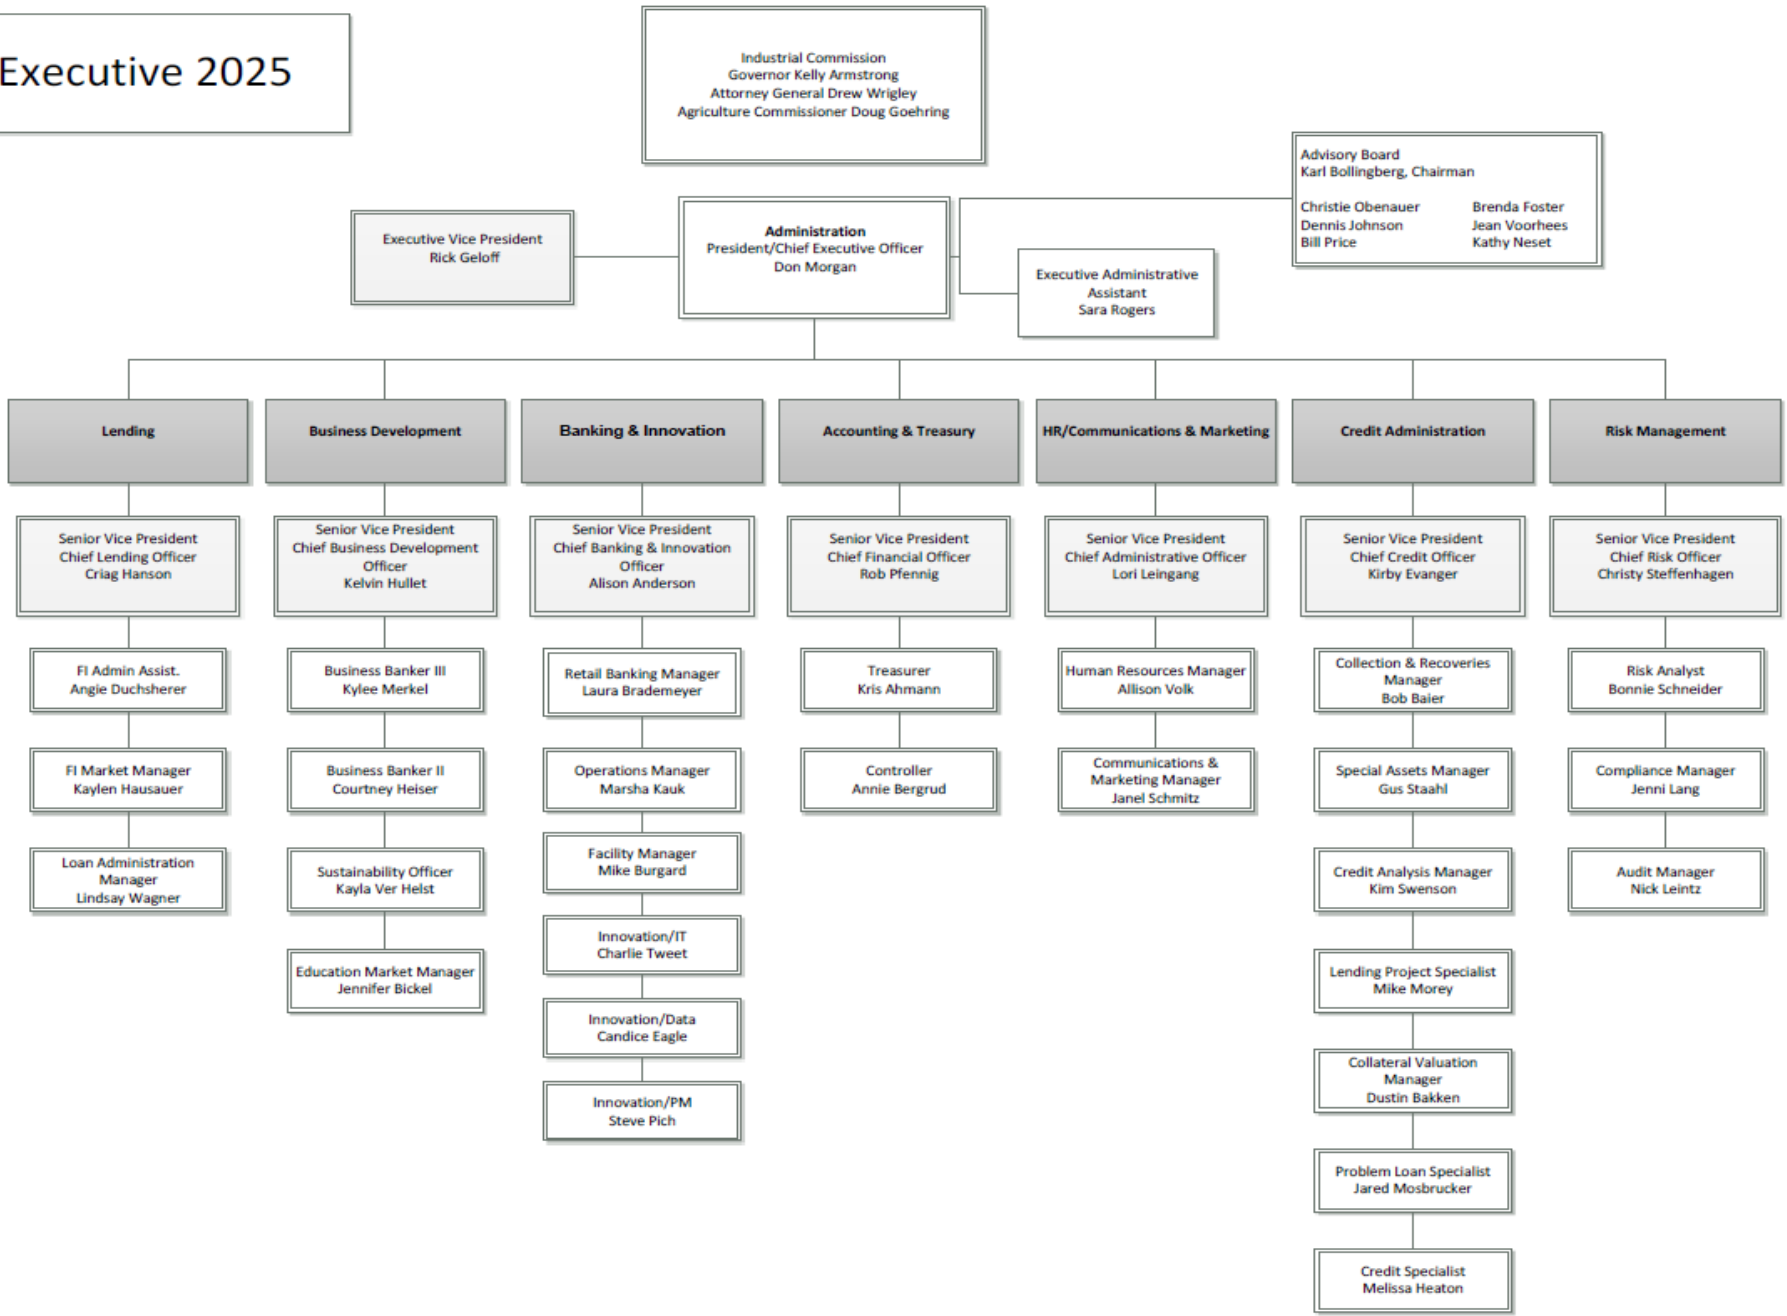 Executive 2025
Industrial Commission
Governor Kelly Armstrong
Attorney General Drew Wrigley
Agriculture Commissioner Doug Goehring
Advisory Board
Karl Bollingberg, Chairman
Christie Obenauer Brenda Foster
Dennis Johnson Jean Voorhees
Bill Price Kathy Neset
Executive Vice President
Rick Geloff
Administration
President/Chief Executive Officer
Don Morgan
Executive Administrative
Assistant
Sara Rogers
Lending
Senior Vice President
Chief Lending Officer
Criag Hanson
FI Admin Assist.
Angie Duchsherer
FI Market Manager
Kaylen Hausauer
Loan Administration
Manager
Lindsay Wagner
Business Development
Senior Vice President
Chief Business Development
Officer
Kelvin Hullet
Business Banker III
Kylee Merkel
Business Banker II
Courtney Heiser
Sustainability Officer
Kayla Ver Helst
Education Market Manager
Jennifer Bickel
Banking & Innovation
Senior Vice President
Chief Banking & Innovation
Officer
Alison Anderson
Retail Banking Manager
Laura Brademeyer
Operations Manager
Marsha Kauk
Facility Manager
Mike Burgard
Innovation/IT
Charlie Tweet
Innovation/Data
Candice Eagle
Innovation/PM
Steve Pich
Accounting & Treasury
Senior Vice President
Chief Financial Officer
Rob Pfennig
Treasurer
Kris Ahmann
Controller
Annie Bergrud
HR/Communications & Marketing
Senior Vice President
Chief Administrative Officer
Lori Leingang
Human Resources Manager
Allison Volk
Communications &
Marketing Manager
Janel Schmitz
Credit Administration
Senior Vice President
Chief Credit Officer
Kirby Evanger
Collection & Recoveries
Manager
Bob Baier
Special Assets Manager
Gus Staahl
Credit Analysis Manager
Kim Swenson
Lending Project Specialist
Mike Morey
Collateral Valuation
Manager
Dustin Bakken
Problem Loan Specialist
Jared Mosbrucker
Credit Specialist
Melissa Heaton
Risk Management
Senior Vice President
Chief Risk Officer
Christy Steffenhagen
Risk Analyst
Bonnie Schneider
Compliance Manager
Jenni Lang
Audit Manager
Nick Leintz